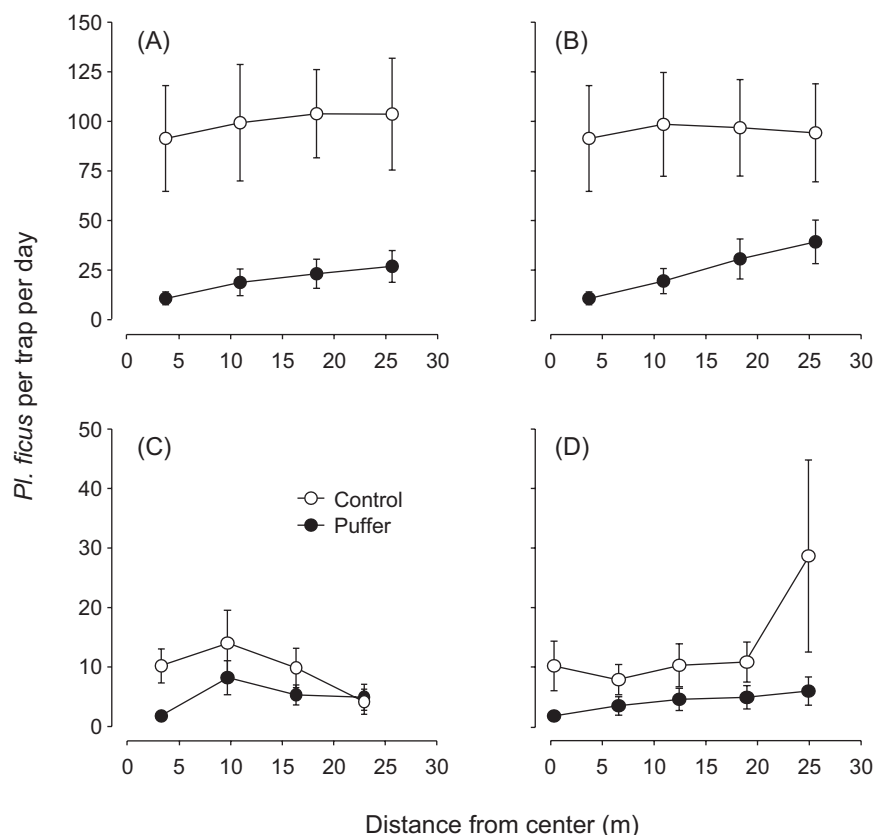 (A)
(B)
150
125
100
75
50
25
0
0 5 10 15 20 25 30
0 5 10 15 20 25 30
Pl. ficus per trap per day
(C)
(D)
50
40
30
20
10
0
Control
Puffer
0 5 10 15 20 25 30
0 5 10 15 20 25 30
Distance from center (m)